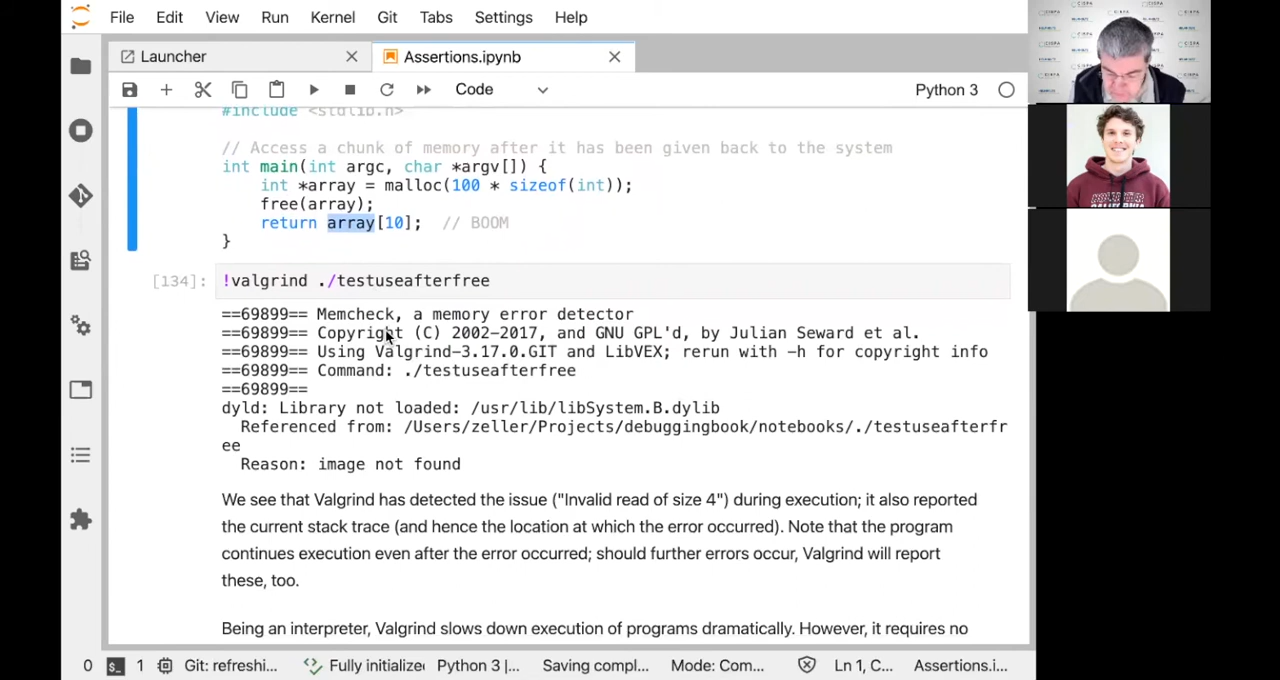 File Edit View Run Kernel Git Tabs Settings Help
Launcher
Assertions.ipynb
Code
Python 3
#include <stdlib.h>
// Access a chunk of memory after it has been given back to the system
int main(int argc, char *argv[]) {
int *array = malloc(100 * sizeof(int));
free(array);
return array[10];  // BOOM
}
[134]: !valgrind ./testuseafterfree
==69899== Memcheck, a memory error detector
==69899== Copyright (C) 2002-2017, and GNU GPL'd, by Julian Seward et al.
==69899== Using Valgrind-3.17.0.GIT and LibVEX; rerun with -h for copyright info
==69899== Command: ./testuseafterfree
==69899==
dyld: Library not loaded: /usr/lib/libSystem.B.dylib
Referenced from: /Users/zeller/Projects/debuggingbook/notebooks/./testuseafterfr
ee
Reason: image not found
We see that Valgrind has detected the issue ("Invalid read of size 4") during execution; it also reported
the current stack trace (and hence the location at which the error occurred). Note that the program
continues execution even after the error occurred; should further errors occur, Valgrind will report
these, too.
Being an interpreter, Valgrind slows down execution of programs dramatically. However, it requires no
0 $_ 1 Git: refreshi... Fully initialized Python 3 |... Saving compl... Mode: Com... Ln 1, C... Assertions.i...